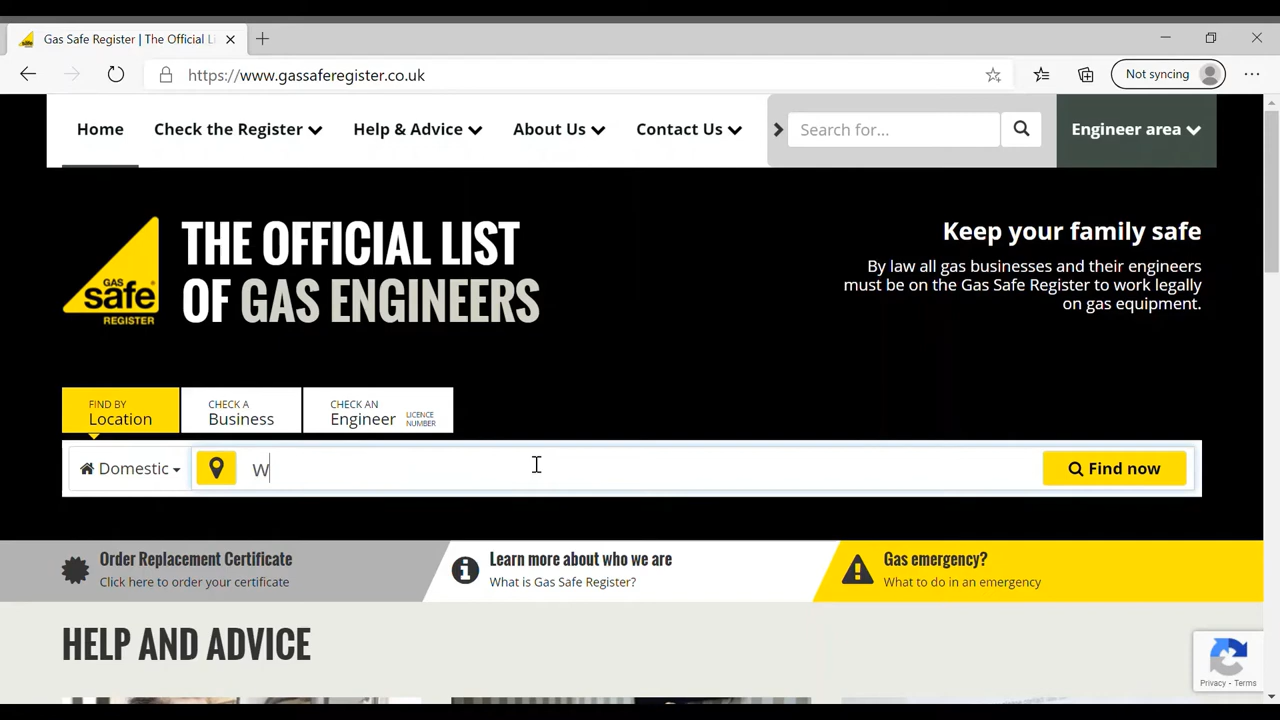 Gas Safe Register | The Official Li
https://www.gassaferegister.co.uk
Not syncing
Home
Check the Register
Help & Advice
About Us
Contact Us
Search for...
Engineer area
GAS
safe
REGISTER
THE OFFICIAL LIST
OF GAS ENGINEERS
Keep your family safe
By law all gas businesses and their engineers
must be on the Gas Safe Register to work legally
on gas equipment.
FIND BY
Location
CHECK A
Business
CHECK AN
Engineer
LICENCE
NUMBER
Domestic
W
Find now
Order Replacement Certificate
Click here to order your certificate
Learn more about who we are
What is Gas Safe Register?
Gas emergency?
What to do in an emergency
HELP AND ADVICE
Privacy - Terms